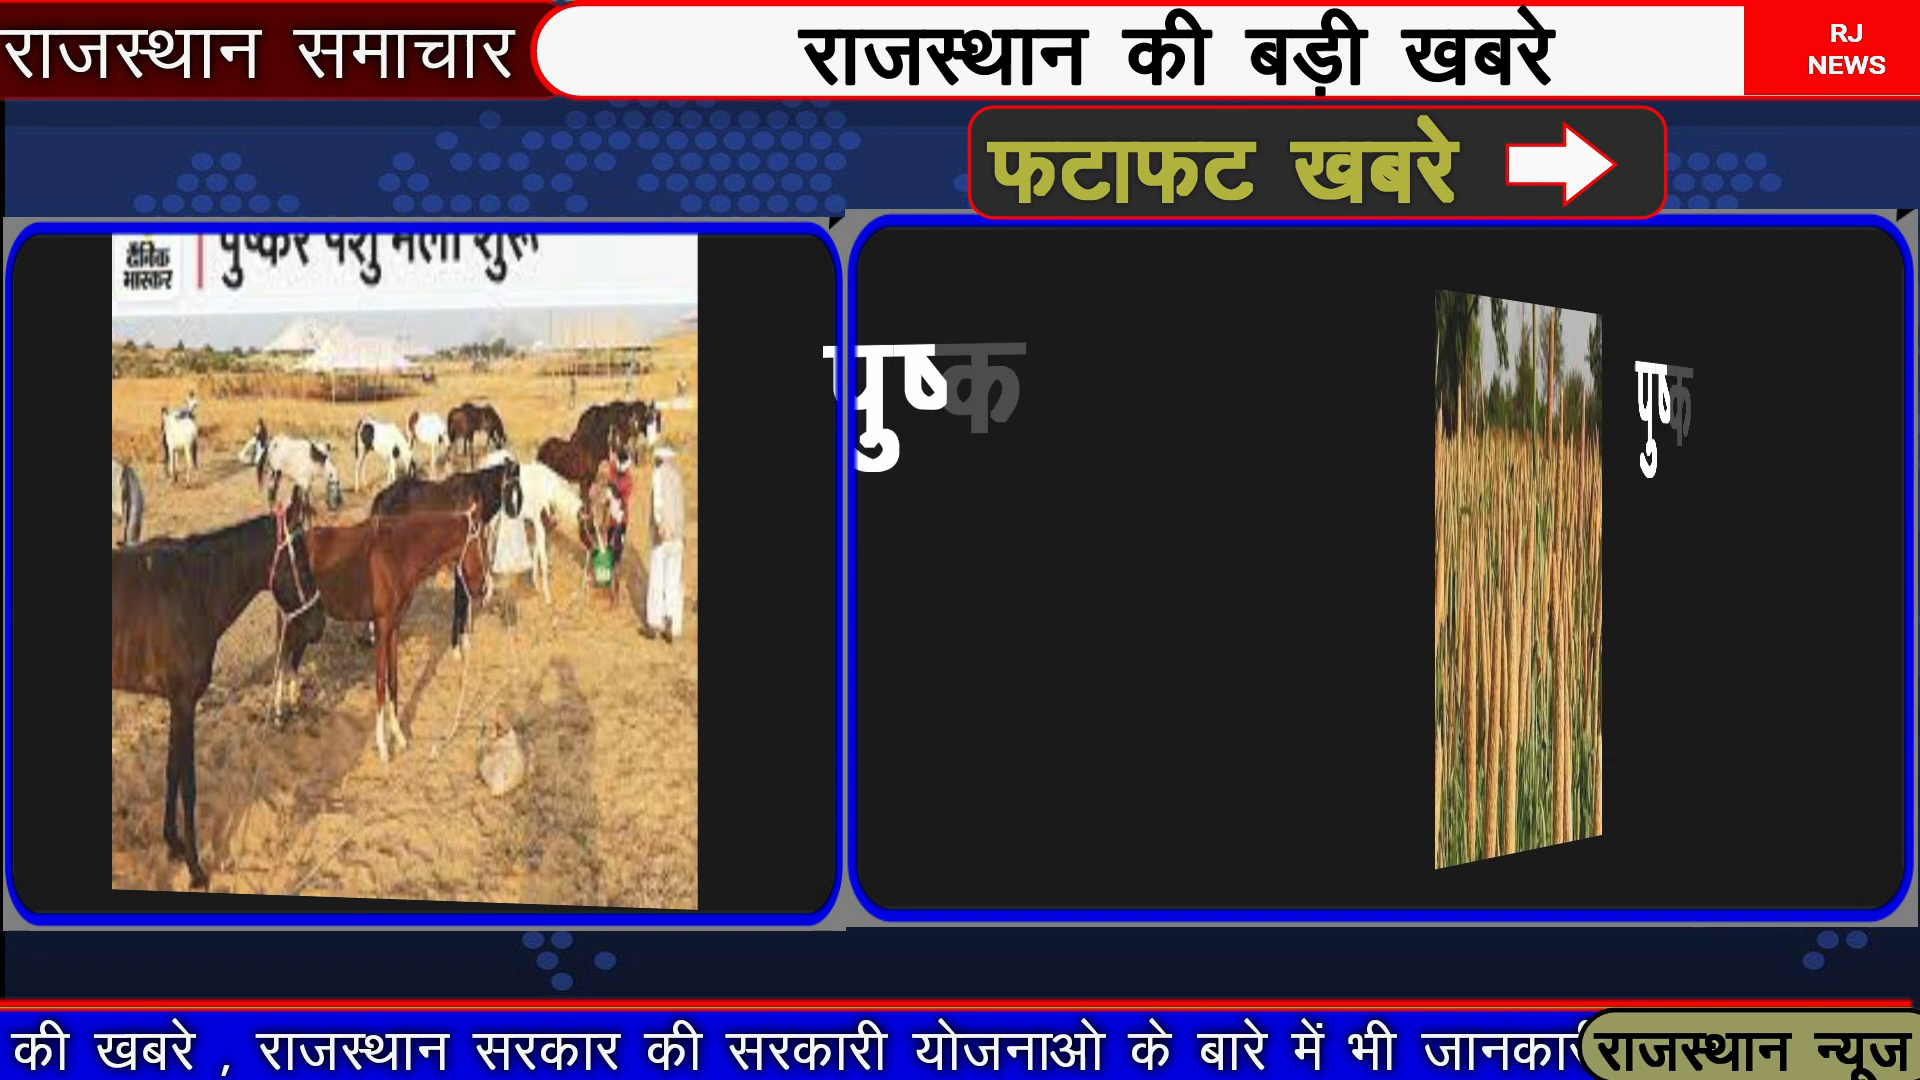 राजस्थान समाचार
राजस्थान की बड़ी खबरे
RJ
NEWS
फटाफट खबरे
दैनिक
भास्कर
पुष्कर पशु मेला शुरू
पुष्क
पुष्क
की खबरे , राजस्थान सरकार की सरकारी योजनाओ के बारे में भी
राजस्थान न्यूज